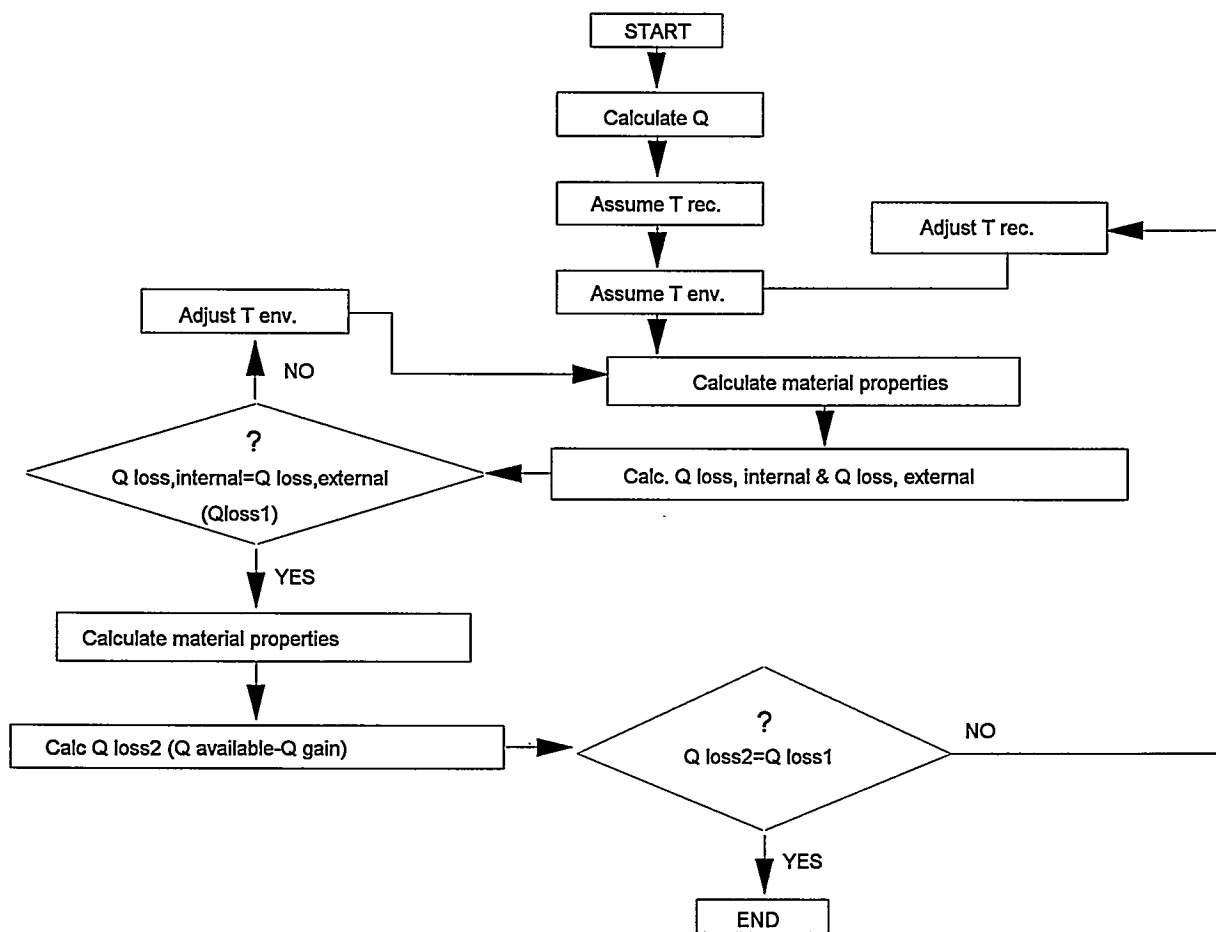 START
Calculate Q
Assume T rec.
Adjust T rec.
Assume T env.
Adjust T env.
NO
Calculate material properties
?
Q loss,internal=Q loss,external
(Qloss1)
Calc. Q loss, internal & Q loss, external
YES
Calculate material properties
Calc Q loss2 (Q available-Q gain)
?
Q loss2=Q loss1
NO
YES
END